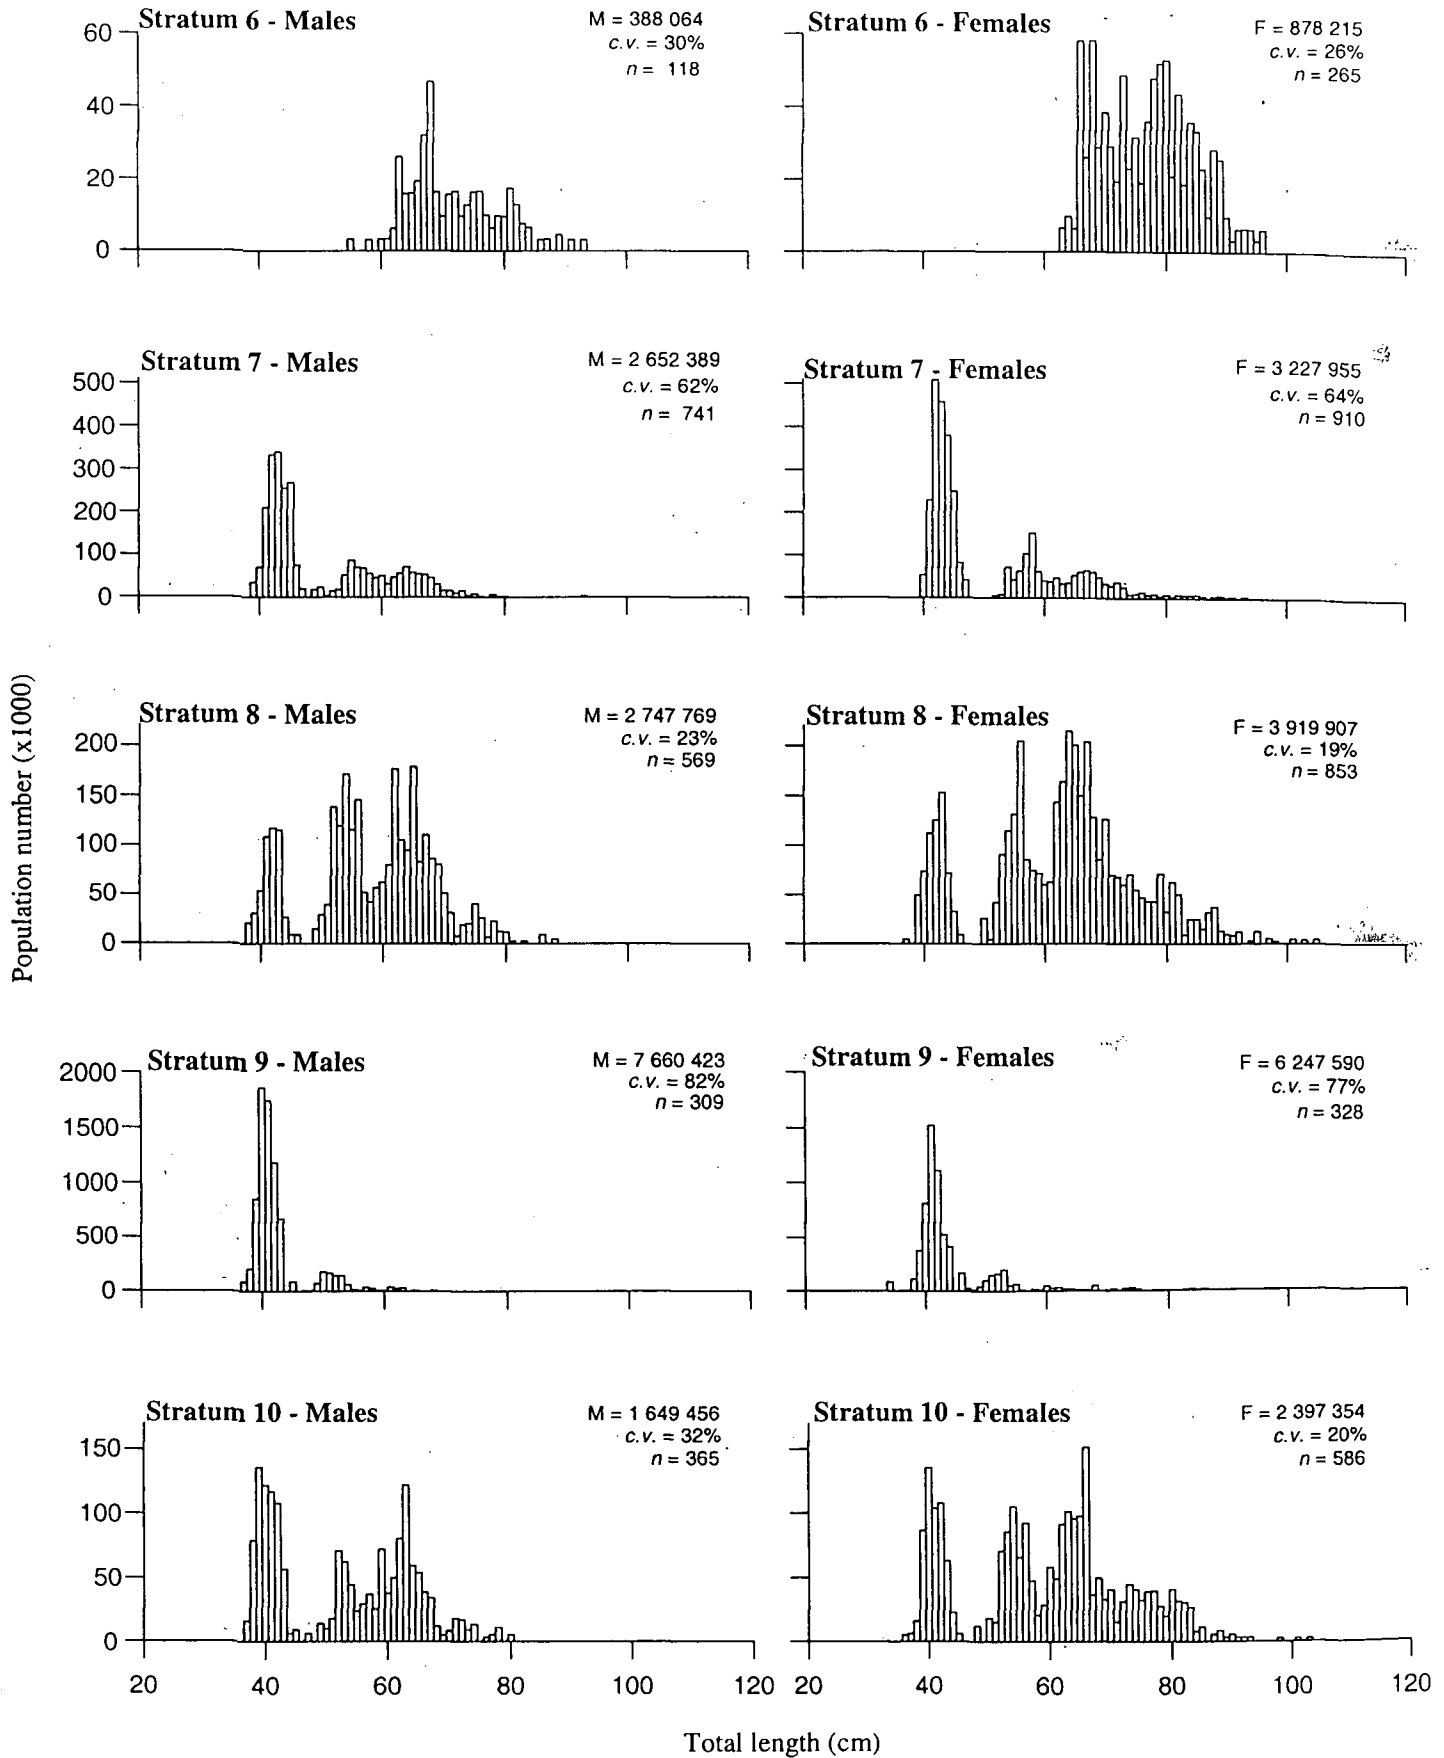 Stratum 6 - Males
M = 388 064
c.v. = 30%
n = 118
60
40
20
0
Stratum 6 - Females
F = 878 215
c.v. = 26%
n = 265
Stratum 7 - Males
M = 2 652 389
c.v. = 62%
n = 741
500
400
300
200
100
0
Stratum 7 - Females
F = 3 227 955
c.v. = 64%
n = 910
Population number (x1000)
Stratum 8 - Males
M = 2 747 769
c.v. = 23%
n = 569
200
150
100
50
0
Stratum 8 - Females
F = 3 919 907
c.v. = 19%
n = 853
Stratum 9 - Males
M = 7 660 423
c.v. = 82%
n = 309
2000
1500
1000
500
0
Stratum 9 - Females
F = 6 247 590
c.v. = 77%
n = 328
Stratum 10 - Males
M = 1 649 456
c.v. = 32%
n = 365
150
100
50
0
Stratum 10 - Females
F = 2 397 354
c.v. = 20%
n = 586
20 40 60 80 100 120
20 40 60 80 100 120
Total length (cm)